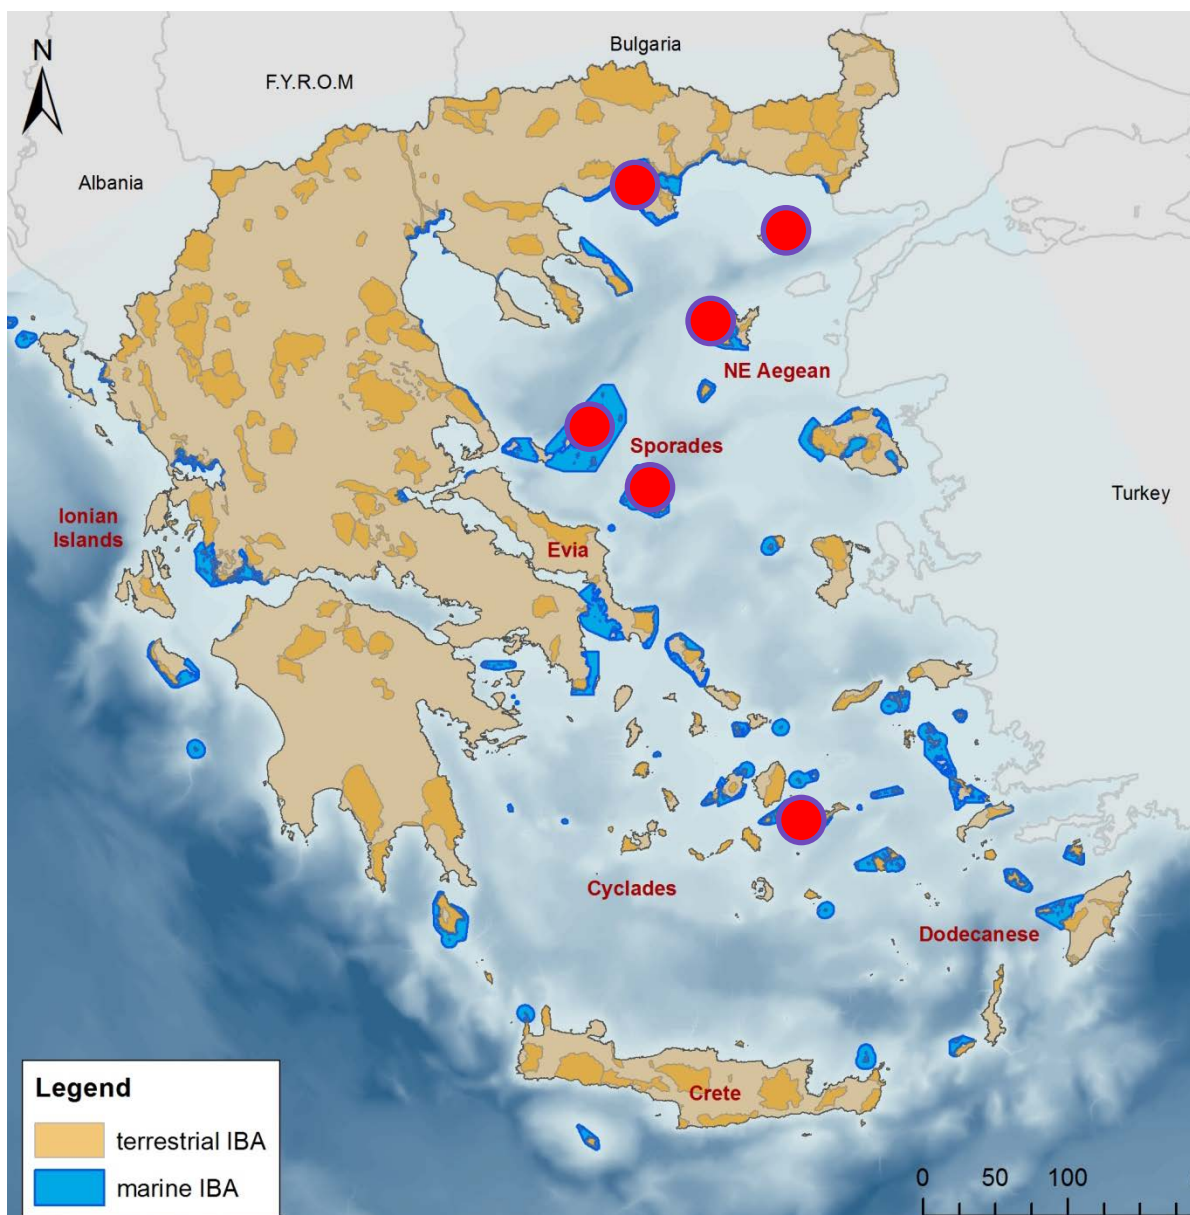 N
Bulgaria
F.Y.R.O.M
Albania
NE Aegean
Sporades
Turkey
Ionian
Islands
Evia
Cyclades
Dodecanese
Crete
Legend
terrestrial IBA
marine IBA
0 50 100